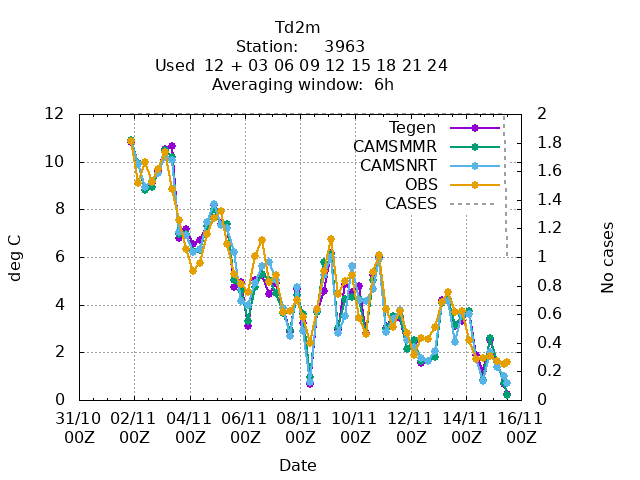 Td2m
Station: 3963
Used 12 + 03 06 09 12 15 18 21 24
Averaging window: 6h
12 2
Tegen 1.8
10 CAMSMMR 1.6
CAMSNRT
OBS 1.4
8 CASES 1.2
deg C 6 1 No cases
0.8
4 0.6
2 0.4
0.2
0 0
31/10 02/11 04/11 06/11 08/11 10/11 12/11 14/11 16/11
00Z 00Z 00Z 00Z 00Z 00Z 00Z 00Z 00Z
Date